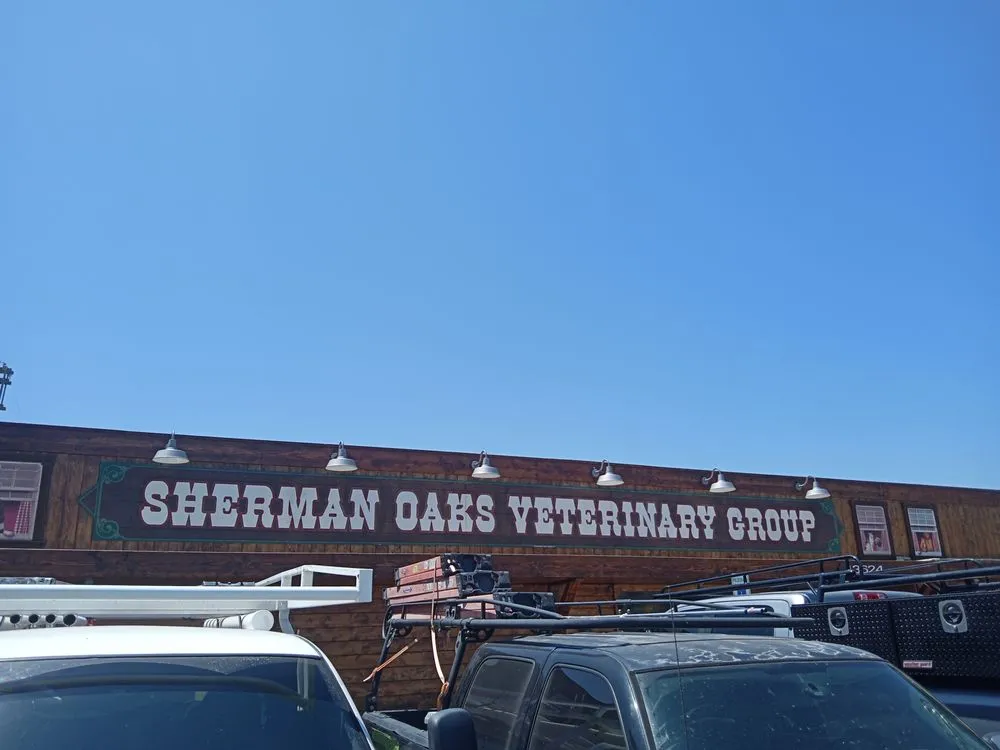 SHERMAN OAKS VETERINARY GROUP